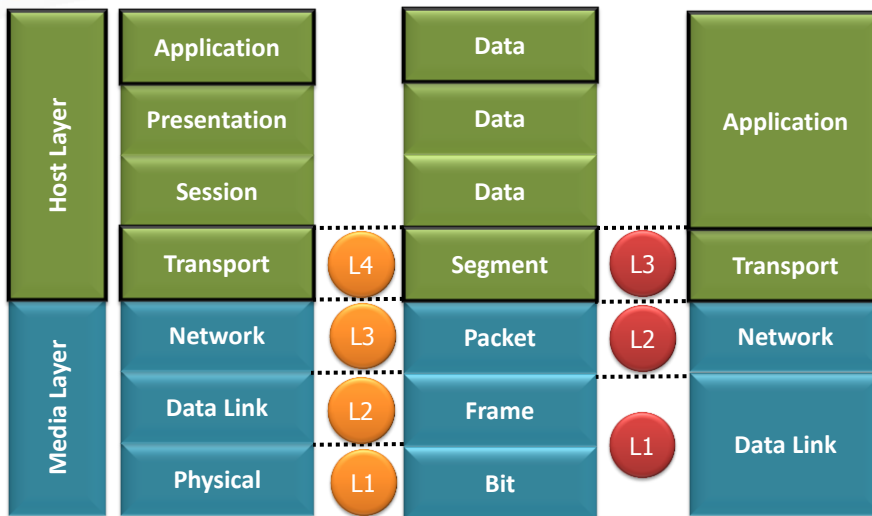 Host Layer
Media Layer
Application
Presentation
Session
Transport
Network
Data Link
Physical
L4
L3
L2
L1
Data
Data
Data
Segment
Packet
Frame
Bit
L3
L2
L1
Application
Transport
Network
Data Link